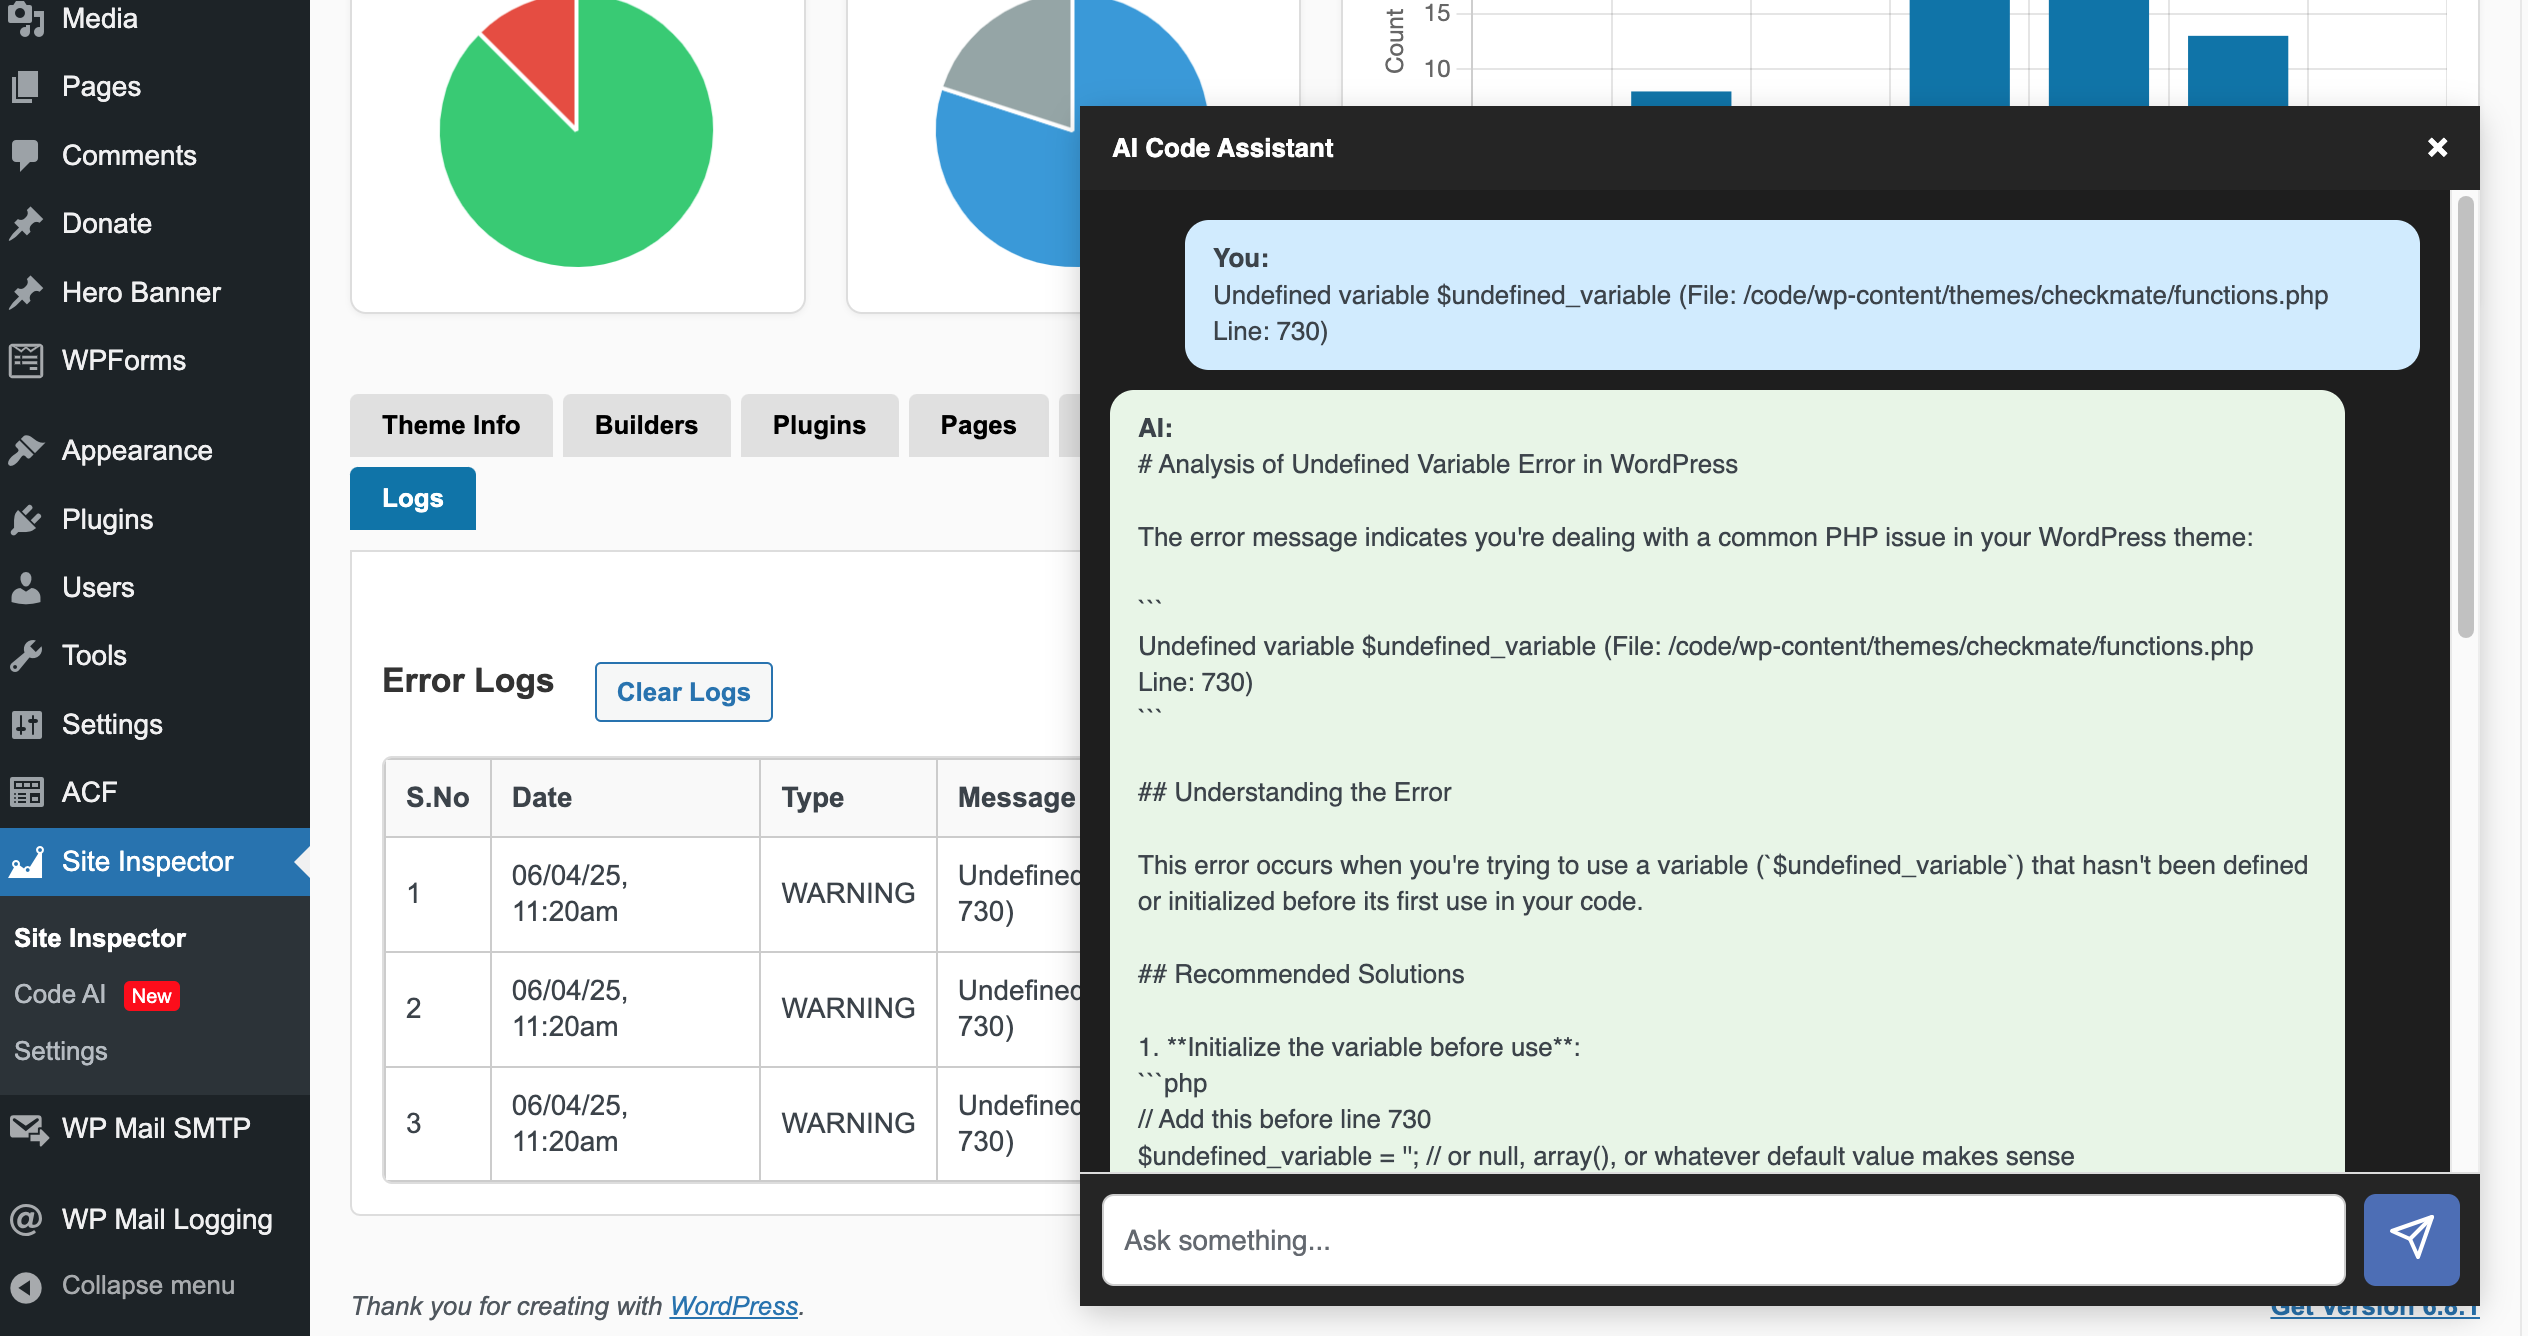 Media
Pages
Comments
Donate
Hero Banner
WPForms
Appearance
Plugins
Users
Tools
Settings
ACF
Site Inspector
Site Inspector
Code AI New
Settings
WP Mail SMTP
WP Mail Logging
Collapse menu
Count
15
10
Theme Info
Builders
Plugins
Pages
Logs
Error Logs
Clear Logs
S.No Date Type Message
1 06/04/25, 11:20am WARNING Undefined 730)
2 06/04/25, 11:20am WARNING Undefined 730)
3 06/04/25, 11:20am WARNING Undefined 730)
Thank you for creating with WordPress.
Get Version 6.8.1
AI Code Assistant
You:
Undefined variable $undefined_variable (File: /code/wp-content/themes/checkmate/functions.php
Line: 730)
AI:
# Analysis of Undefined Variable Error in WordPress
The error message indicates you're dealing with a common PHP issue in your WordPress theme:
```
Undefined variable $undefined_variable (File: /code/wp-content/themes/checkmate/functions.php
Line: 730)
```
## Understanding the Error
This error occurs when you're trying to use a variable (`$undefined_variable`) that hasn't been defined
or initialized before its first use in your code.
## Recommended Solutions
1. **Initialize the variable before use**:
```php
// Add this before line 730
$undefined_variable = ''; // or null, array(), or whatever default value makes sense
Ask something...